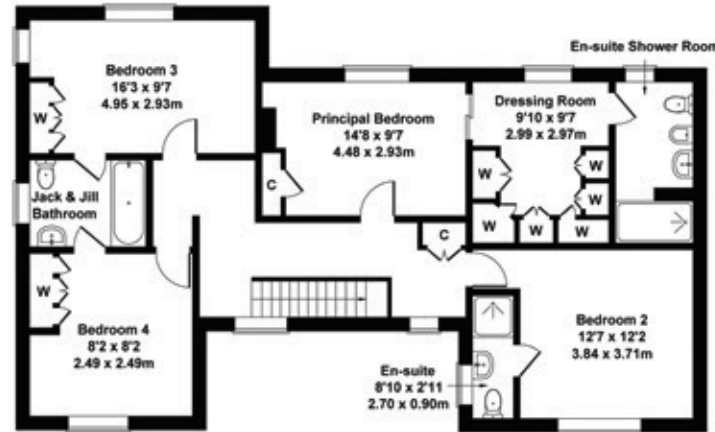 En-suite Shower Room
Bedroom 3
16'3 x 9'7
4.95 x 2.93m
W
Principal Bedroom
14'8 x 9'7
4.48 x 2.93m
C
Dressing Room
9'10 x 9'7
2.99 x 2.97m
W
W
W
W
W
W
Jack & Jill
Bathroom
C
W
Bedroom 4
8'2 x 8'2
2.49 x 2.49m
En-suite
8'10 x 2'11
2.70 x 0.90m
Bedroom 2
12'7 x 12'2
3.84 x 3.71m